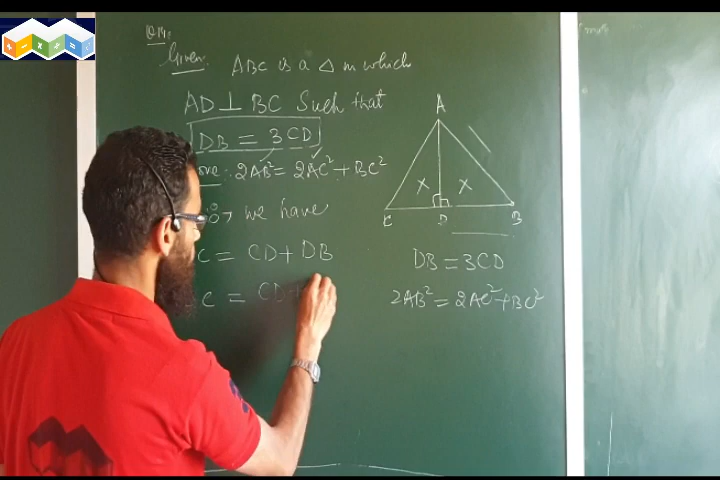 Given: ABC is a △ in which
AD ⊥ BC Such that
DB = 3CD
2AB² = 2AC² + BC²
we have
C = CD + DB
C = CD +
A
x x
C D B
DB = 3CD
2AB² = 2AC² + BC²